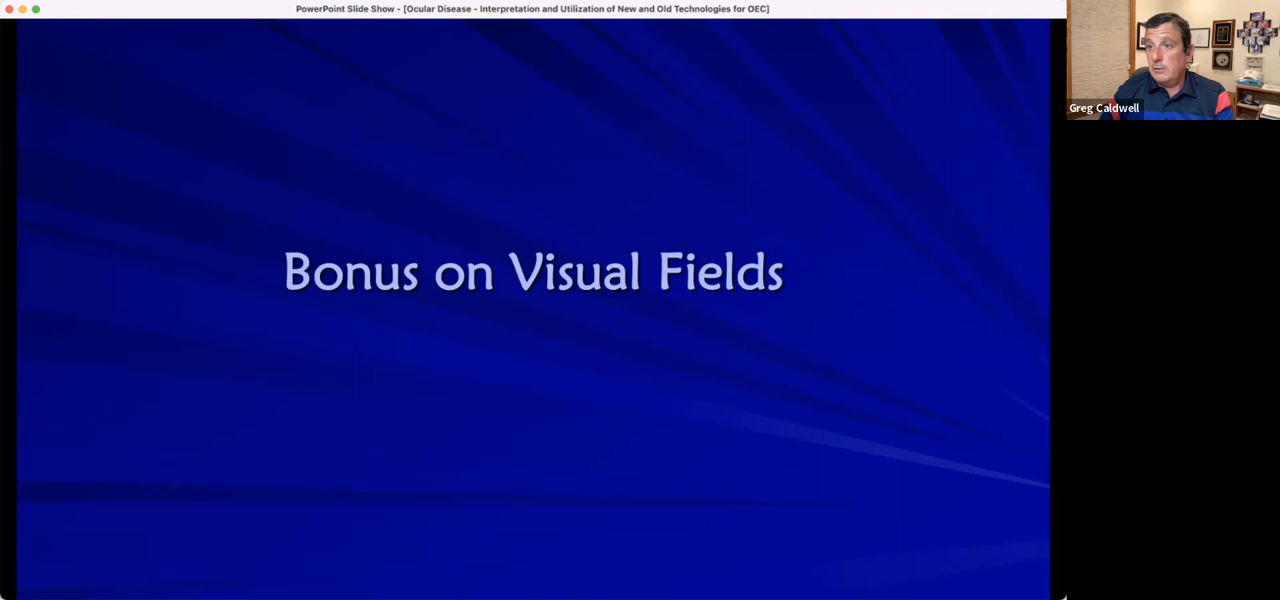 PowerPoint Slide Show - [Ocular Disease - Interpretation and Utilization of New and Old Technologies for OEC]
Greg Caldwell
Bonus on Visual Fields